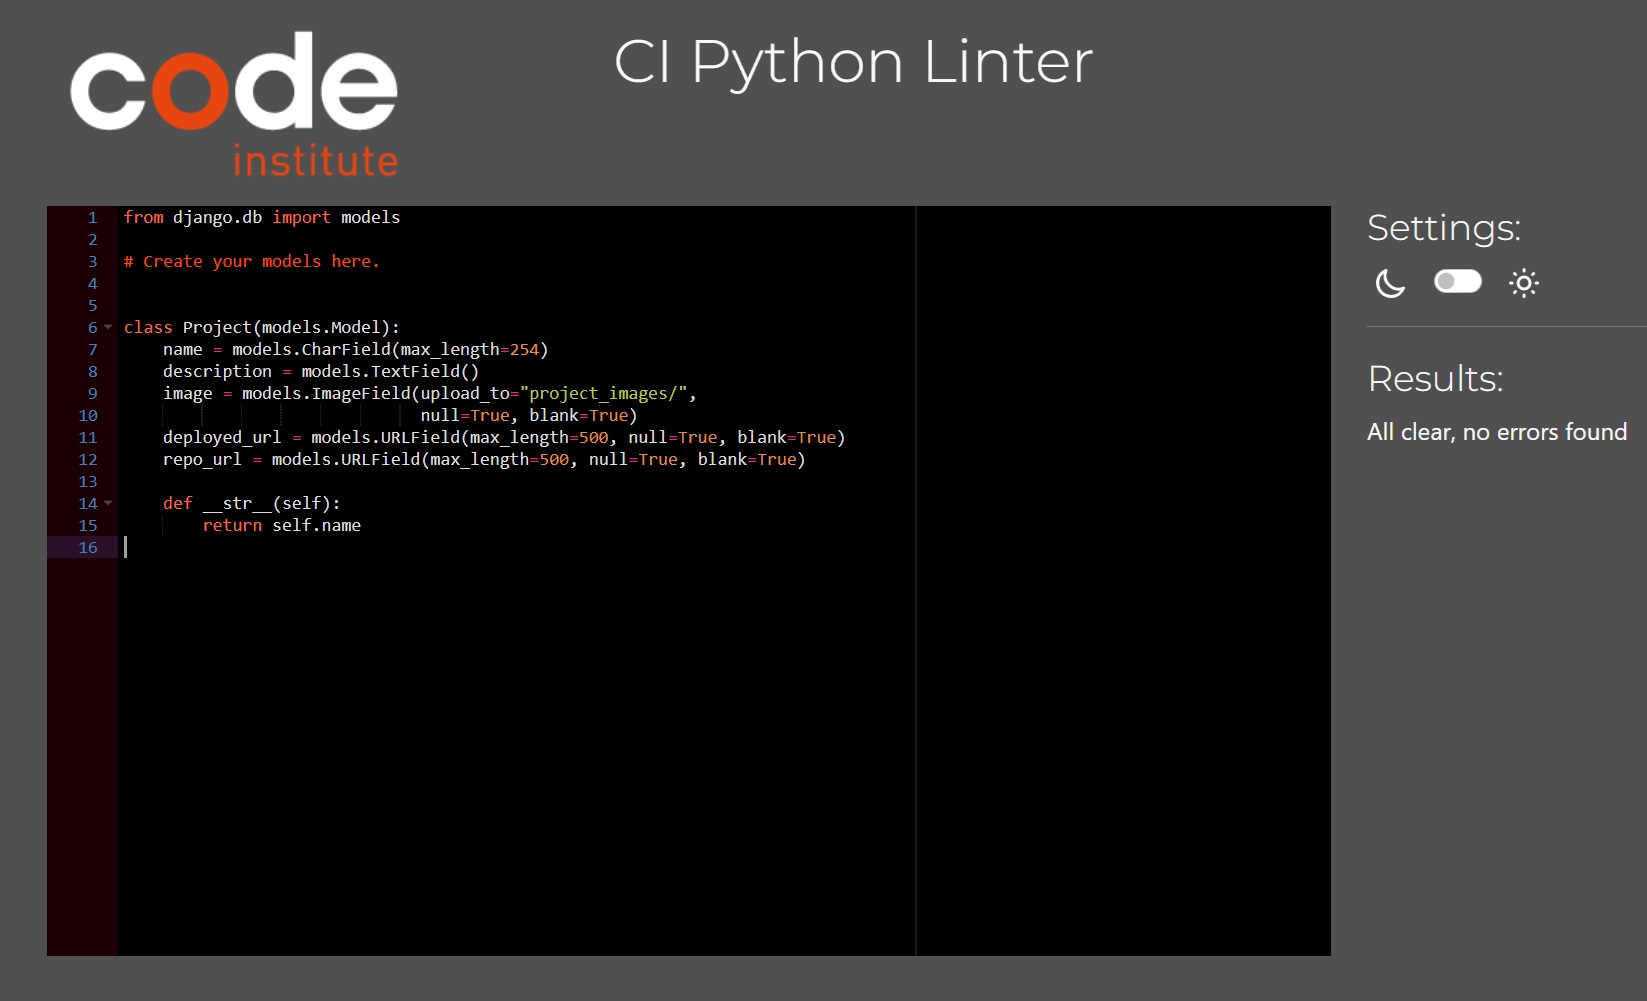 code
institute
CI Python Linter
1 from django.db import models
2
3 # Create your models here.
4
5
6 class Project(models.Model):
7     name = models.CharField(max_length=254)
8     description = models.TextField()
9     image = models.ImageField(upload_to="project_images/",
10                               null=True, blank=True)
11     deployed_url = models.URLField(max_length=500, null=True, blank=True)
12     repo_url = models.URLField(max_length=500, null=True, blank=True)
13
14     def __str__(self):
15         return self.name
16
Settings:
Results:
All clear, no errors found